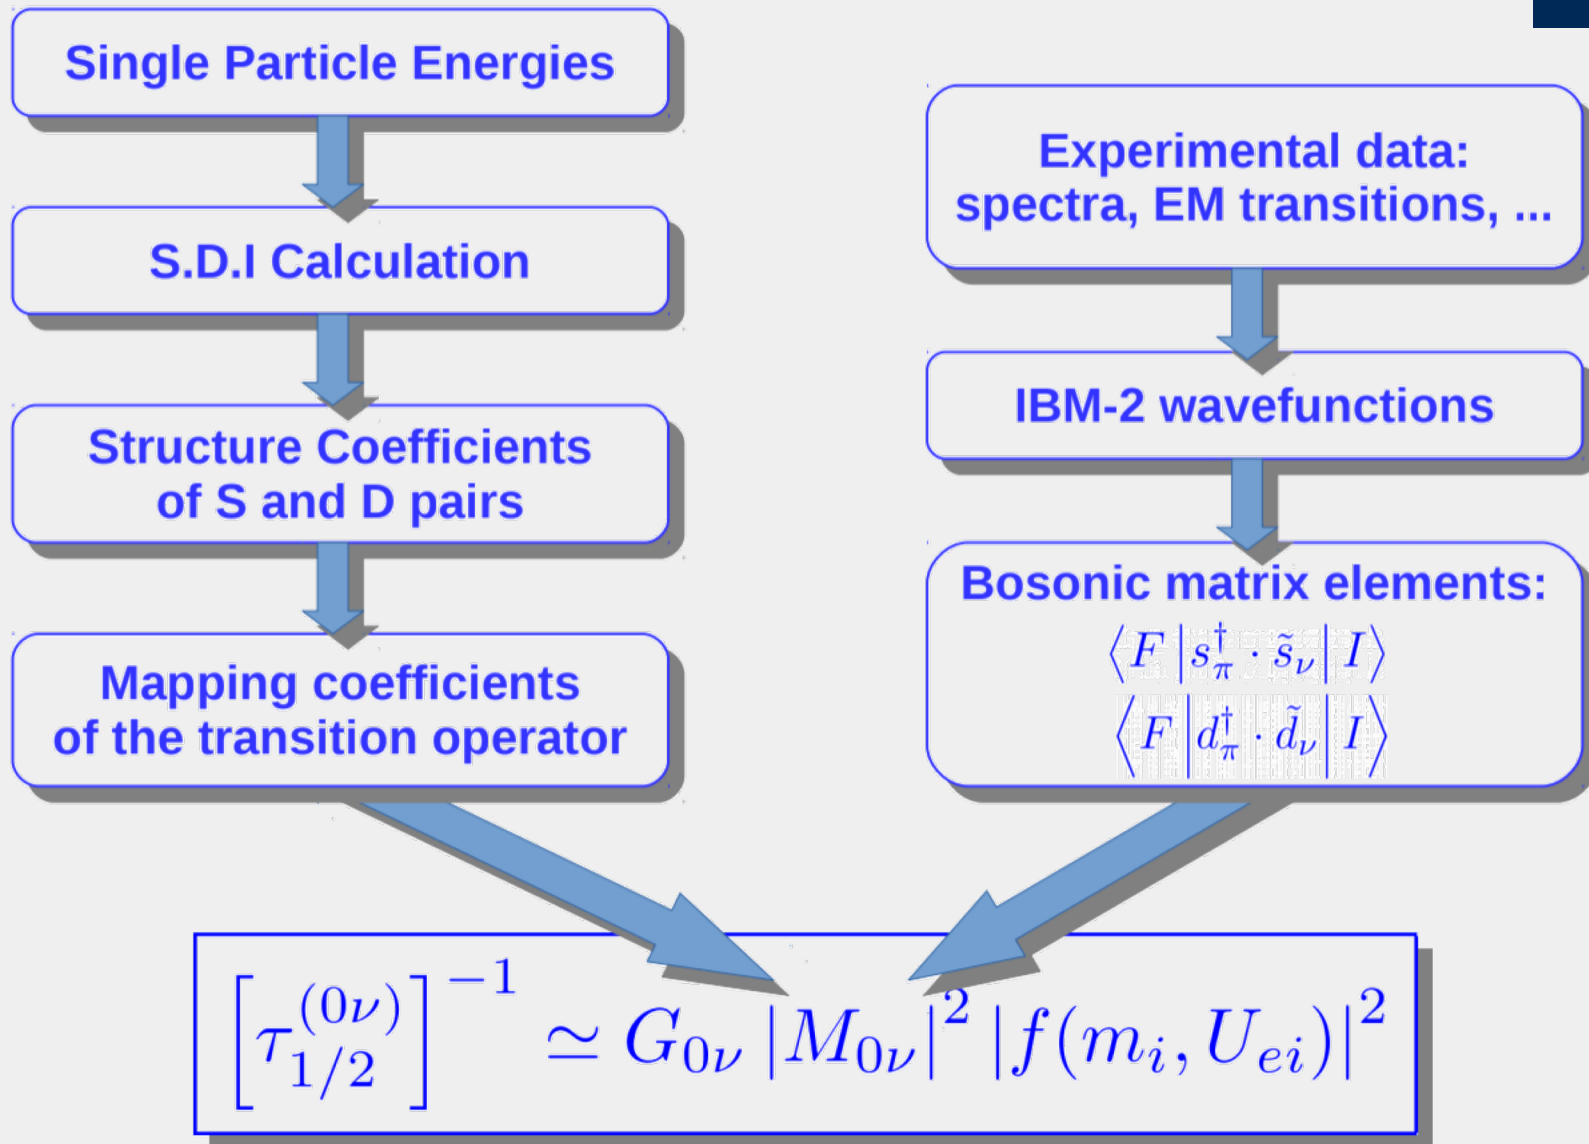 Single Particle Energies
S.D.I Calculation
Structure Coefficients
of S and D pairs
Mapping coefficients
of the transition operator
Experimental data:
spectra, EM transitions, ...
IBM-2 wavefunctions
Bosonic matrix elements:
⟨F |s†π · s̃ν| I⟩
⟨F |d†π · d̃ν| I⟩
[τ1/2(0ν)]−1 ≃ G0ν |M0ν|2 |f(mi, Uei)|2